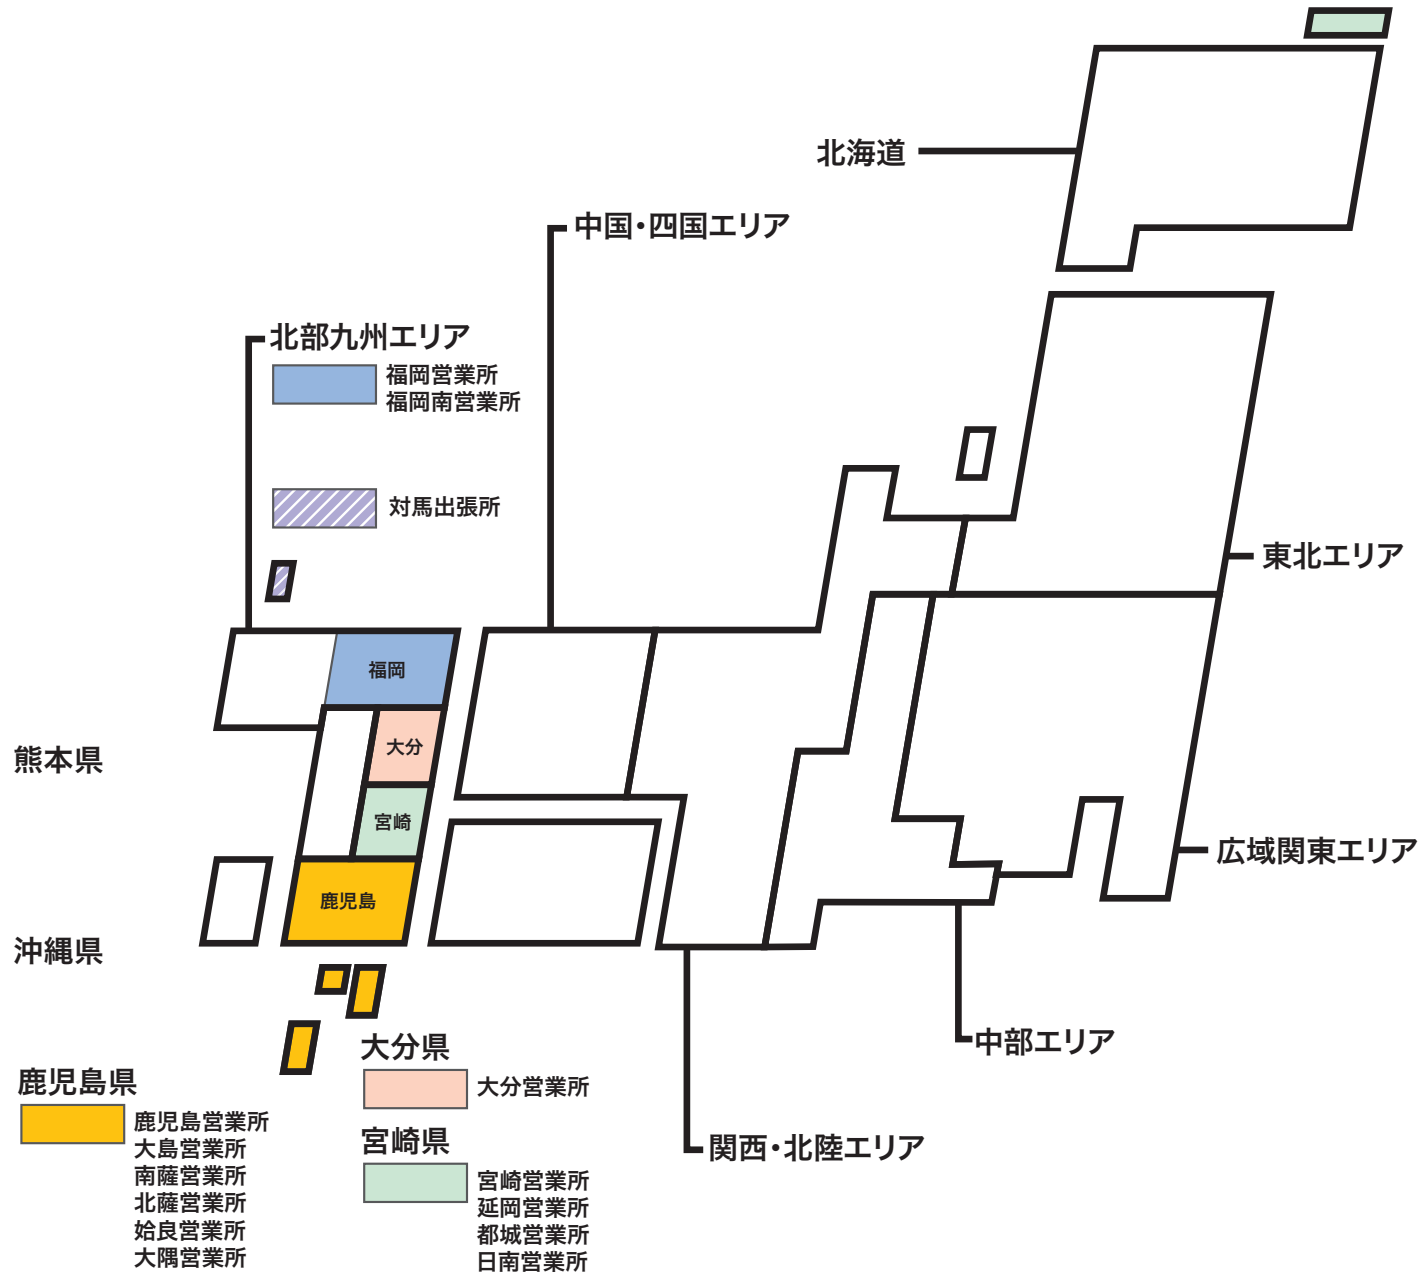 北海道
中国・四国エリア
北部九州エリア
福岡営業所
福岡南営業所
対馬出張所
東北エリア
福岡
大分
熊本県
宮崎
広域関東エリア
鹿児島
沖縄県
中部エリア
大分県
大分営業所
鹿児島県
鹿児島営業所
大島営業所
南薩営業所
北薩営業所
姶良営業所
大隅営業所
宮崎県
宮崎営業所
延岡営業所
都城営業所
日南営業所
関西・北陸エリア